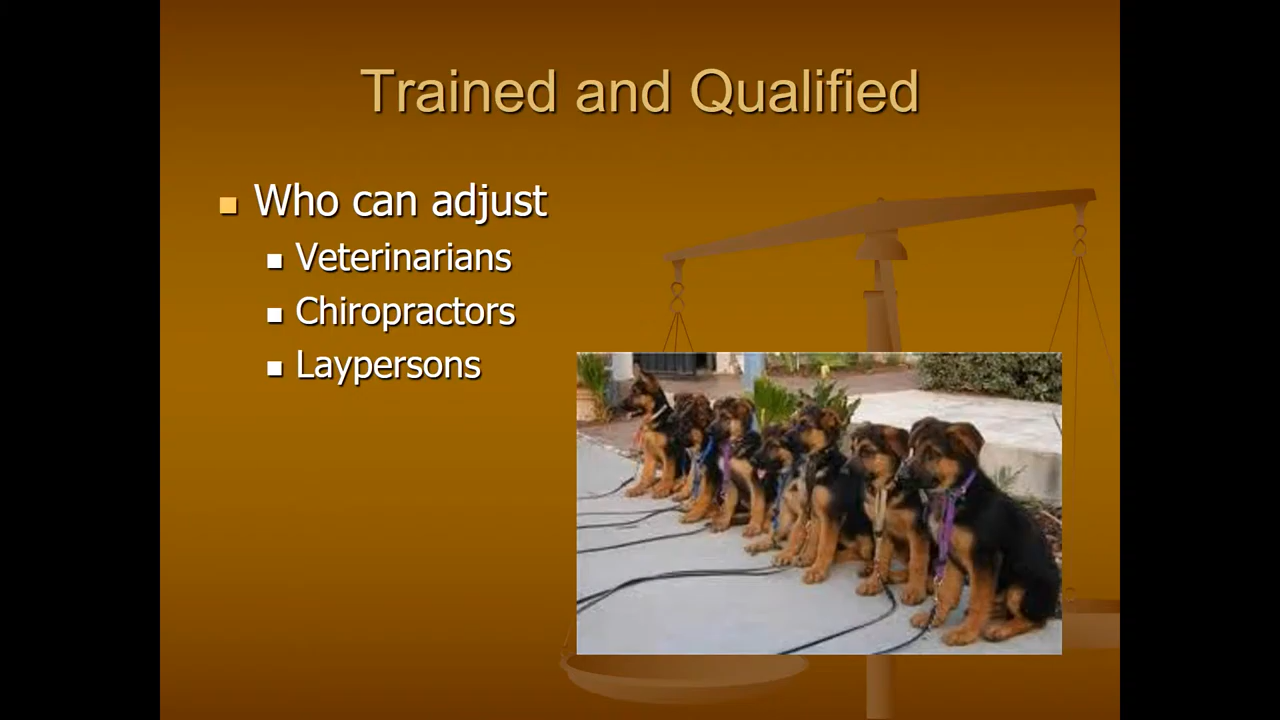 Trained and Qualified
Who can adjust
Veterinarians
Chiropractors
Laypersons